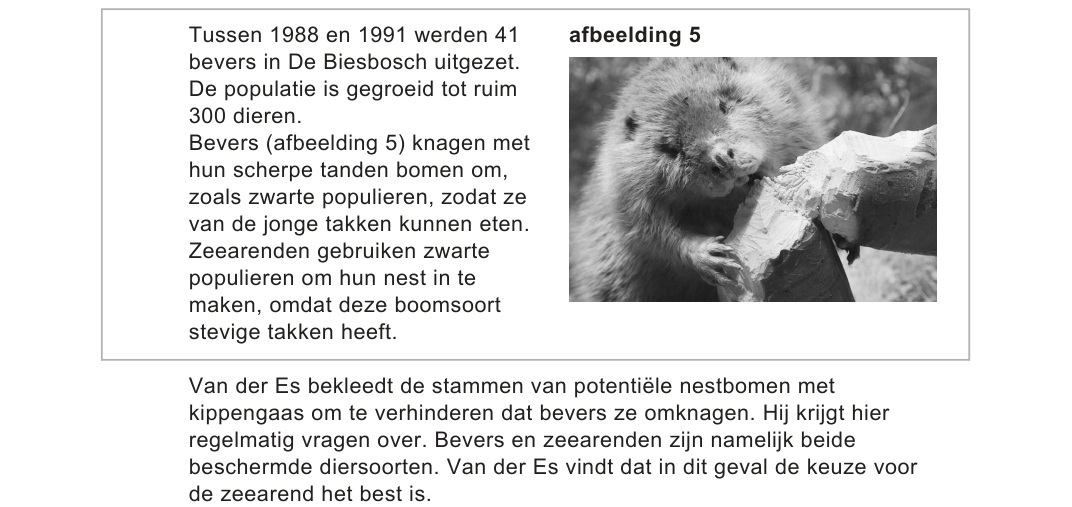 Tussen 1988 en 1991 werden 41
bevers in De Biesbosch uitgezet.
De populatie is gegroeid tot ruim
300 dieren.
Bevers (afbeelding 5) knagen met
hun scherpe tanden bomen om,
zoals zwarte populieren, zodat ze
van de jonge takken kunnen eten.
Zeearenden gebruiken zwarte
populieren om hun nest in te
maken, omdat deze boomsoort
stevige takken heeft.
afbeelding 5
Van der Es bekleedt de stammen van potentiële nestbomen met
kippengaas om te verhinderen dat bevers ze omknagen. Hij krijgt hier
regelmatig vragen over. Bevers en zeearenden zijn namelijk beide
beschermde diersoorten. Van der Es vindt dat in dit geval de keuze voor
de zeearend het best is.